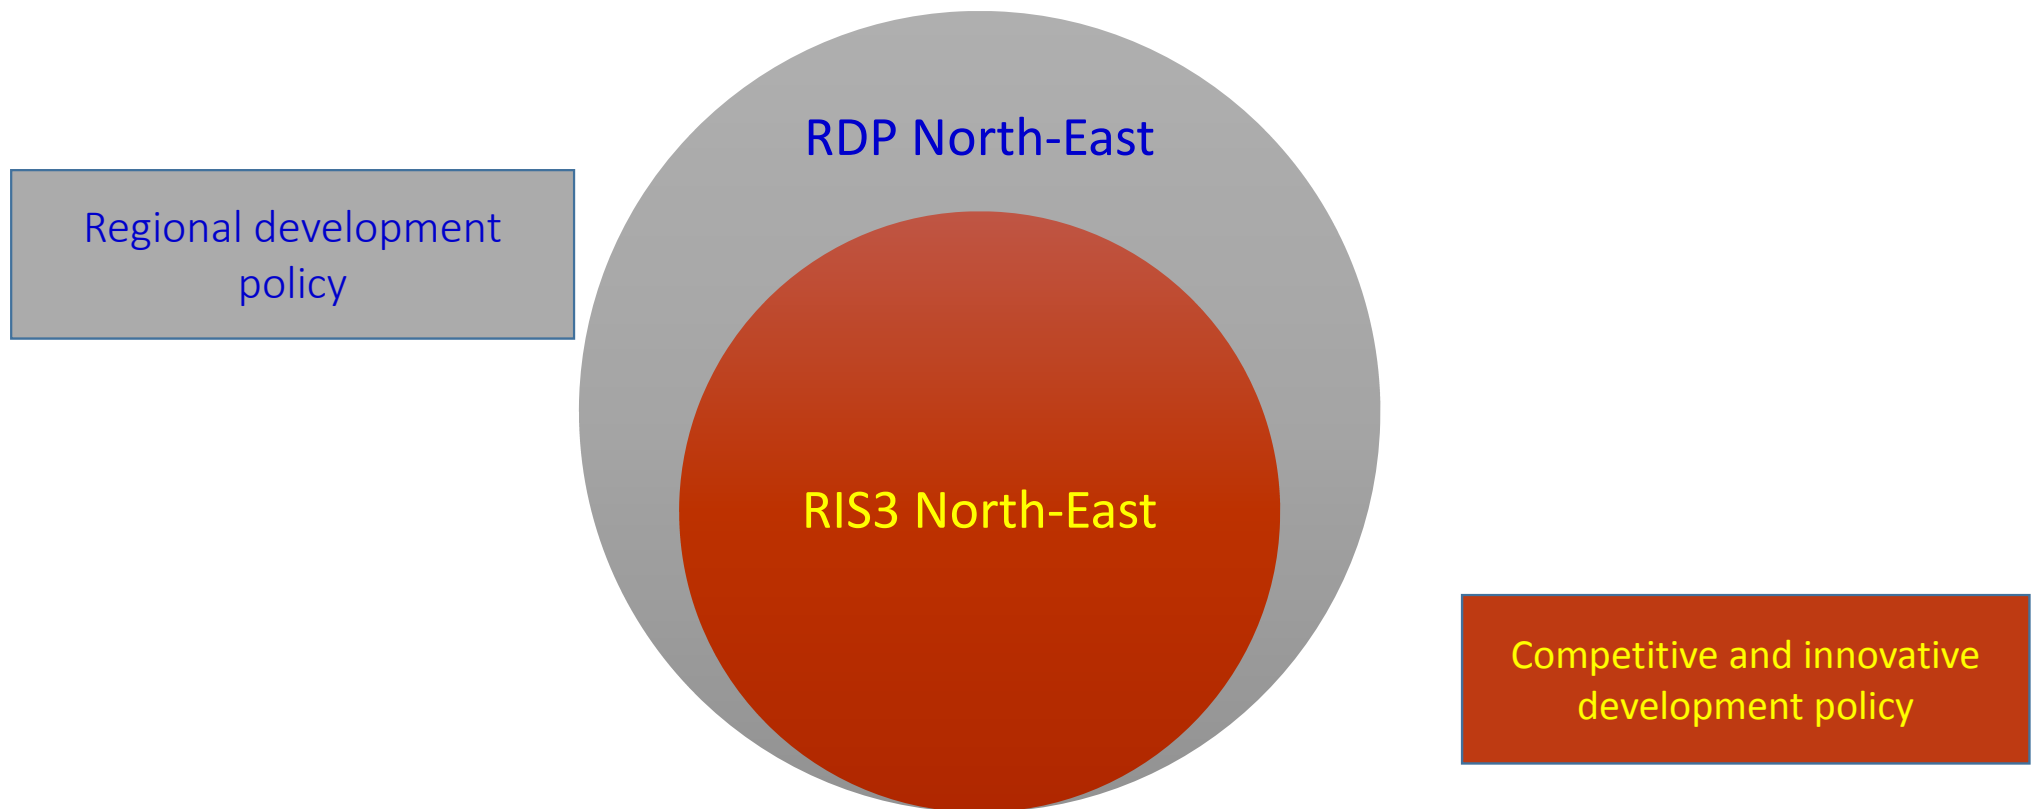 RDP North-East
Regional development
policy
RIS3 North-East
Competitive and innovative
development policy